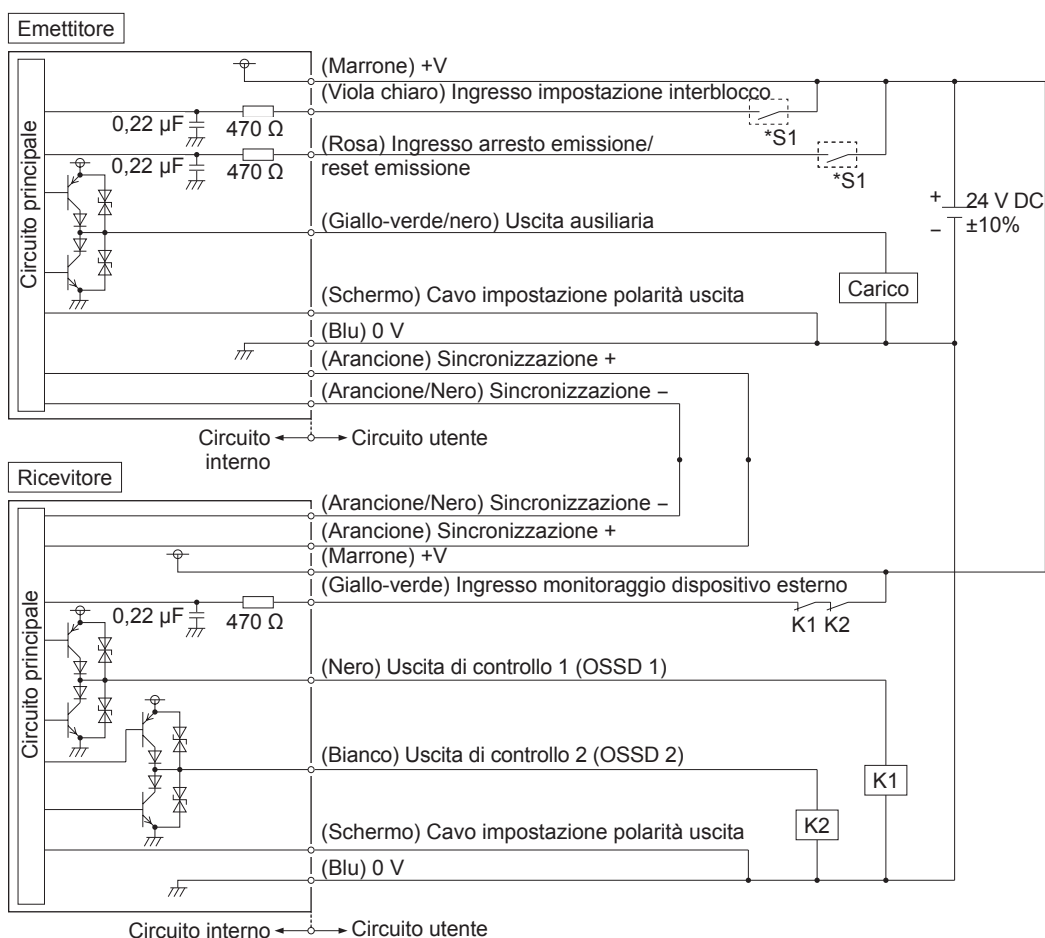 Emettitore
(Marrone) +V
(Viola chiaro) Ingresso impostazione interblocco
0,22 µF
470 Ω
*S1
(Rosa) Ingresso arresto emissione/
reset emissione
0,22 µF
470 Ω
*S1
Circuito principale
+
24 V DC
−
±10%
(Giallo-verde/nero) Uscita ausiliaria
Carico
(Schermo) Cavo impostazione polarità uscita
(Blu) 0 V
(Arancione) Sincronizzazione +
(Arancione/Nero) Sincronizzazione −
Circuito
interno
Circuito utente
Ricevitore
(Arancione/Nero) Sincronizzazione −
(Arancione) Sincronizzazione +
(Marrone) +V
(Giallo-verde) Ingresso monitoraggio dispositivo esterno
0,22 µF
470 Ω
K1 K2
Circuito principale
(Nero) Uscita di controllo 1 (OSSD 1)
(Bianco) Uscita di controllo 2 (OSSD 2)
K1
K2
(Schermo) Cavo impostazione polarità uscita
(Blu) 0 V
Circuito interno
Circuito utente